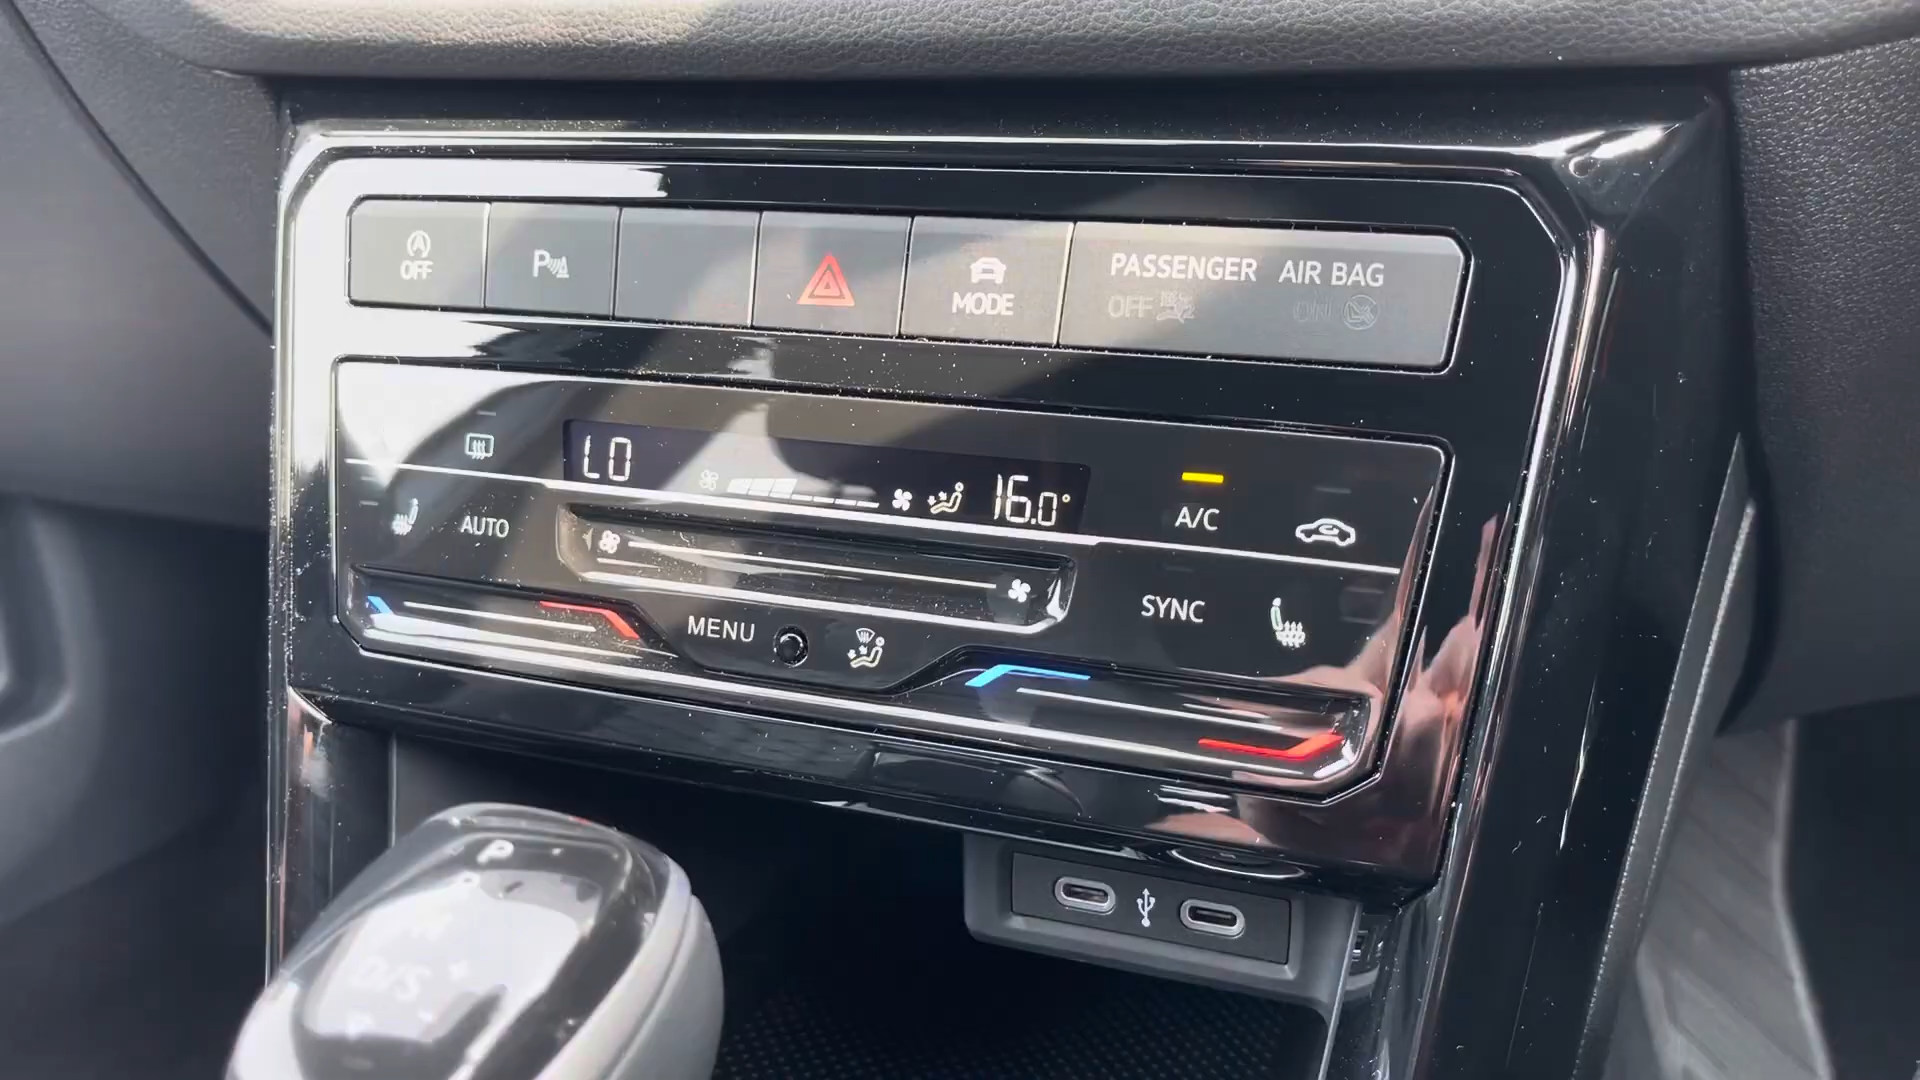 A
OFF
P
MODE
PASSENGER AIR BAG
OFF
ON
LO
16.0°
A/C
AUTO
SYNC
MENU
P
D/S